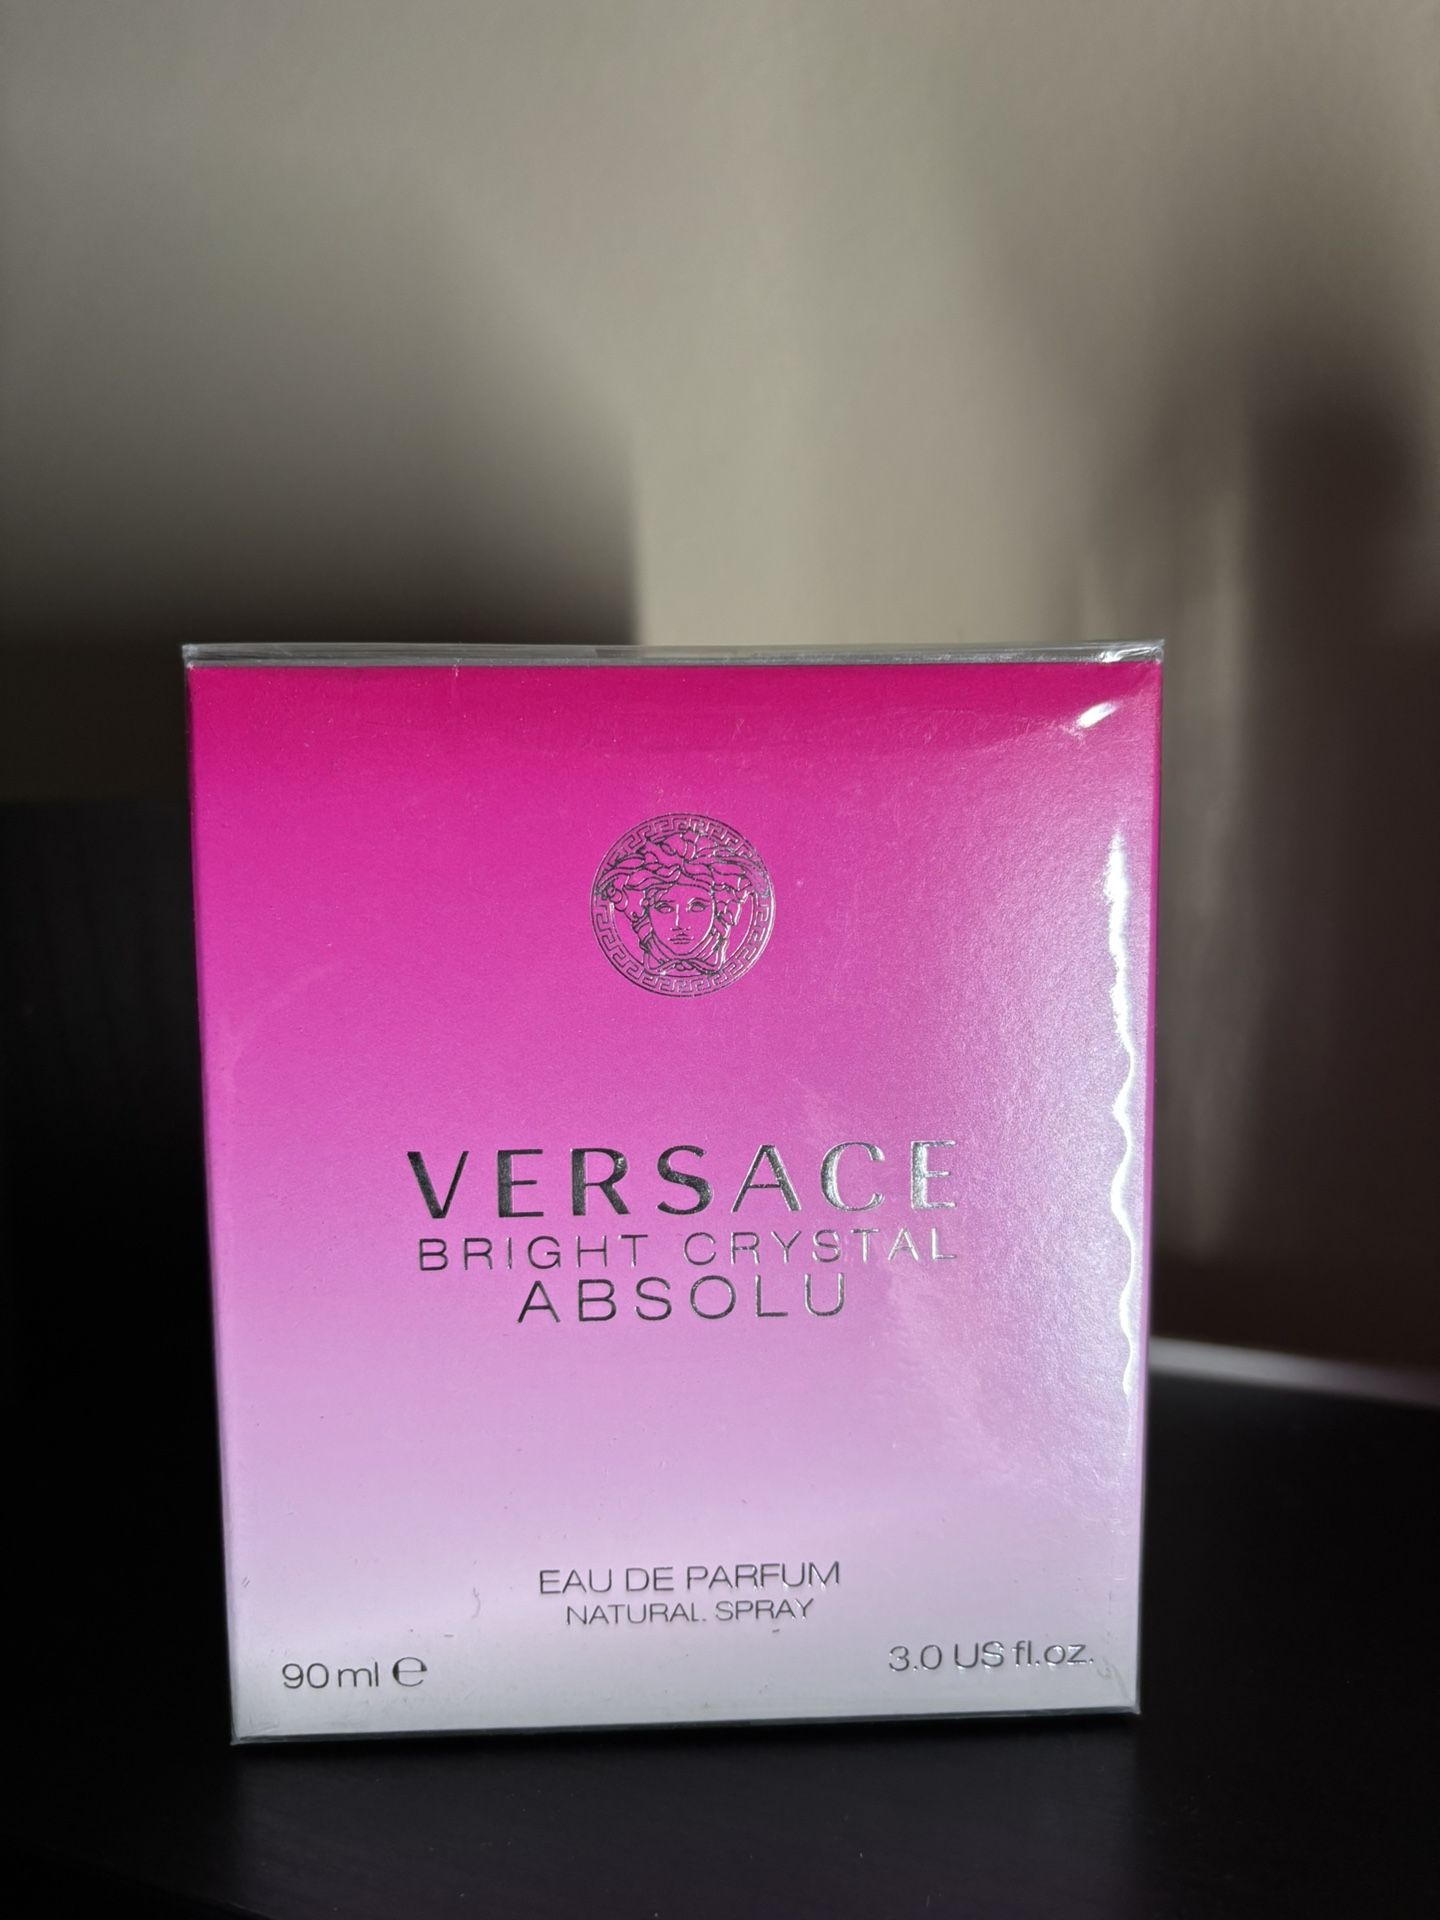 VERSACE
BRIGHT CRYSTAL
ABSOLU
EAU DE PARFUM
NATURAL SPRAY
90 ml ℮
3.0 US fl.oz.